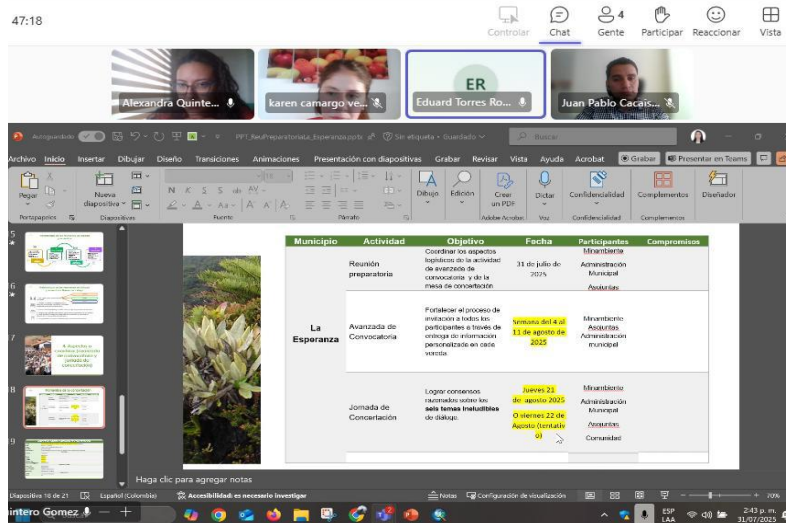 47:18
Controlar
Chat
4
Gente
Participar
Reaccionar
Vista
Alexandra Quinte...
karen camargo ve...
ER
Eduard Torres Ro...
Juan Pablo Cacais...
Autoguardado
PPT_ReuPreparatoriaLa_Esperanza.pptx
Sin etiqueta • Guardado
Buscar
Archivo Inicio Insertar Dibujar Diseño Transiciones Animaciones Presentación con diapositivas Grabar Revisar Vista Ayuda Acrobat Grabar Presentar en Teams
Pegar
Nueva
diapositiva
N K S
Dibujo
Edición
Crear
un PDF
Dictar
Confidencialidad
Complementos
Diseñador
Portapapeles
Diapositivas
Fuente
Párrafo
Adobe Acrobat
Voz
Confidencialidad
Complementos
Municipio Actividad Objetivo Fecha Participantes Compromisos
La
Esperanza
Reunión
preparatoria
Coordinar los aspectos
logísticos de la actividad
de avanzada de
convocatoria y de la
mesa de concertación
31 de julio de
2025
Minambiente
Administración
Municipal
Asojuntas
Avanzada de
Convocatoria
Fortalecer el proceso de
invitación a todos los
participantes a través de
entrega de información
personalizada en cada
vereda
Semana del 4 al
11 de agosto de
2025
Minambiente
Asojuntas
Administración
municipal
Jornada de
Concertación
Lograr consensos
razonados sobre los
seis temas Ineludibles
de diálogo.
Jueves 21
de agosto 2025
O viernes 22 de
Agosto (tentativ
o)
Minambiente
Administración
Municipal
Asojuntas
Comunidad
Haga clic para agregar notas
Diapositiva 18 de 21
Español (Colombia)
Accesibilidad: es necesario investigar
Notas
Configuración de visualización
70%
intero Gomez
ESP
LAA
2:43 p. m.
31/07/2025